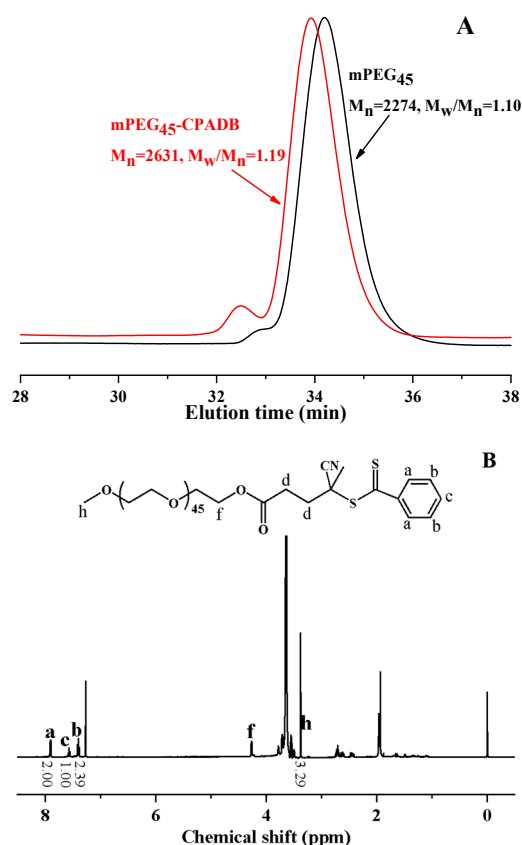 A
mPEG45
Mn=2274, Mw/Mn=1.10
mPEG45-CPADB
Mn=2631, Mw/Mn=1.19
28 30 32 34 36 38
Elution time (min)
B
CN S a b
d
O O O S c
h 45 f d a b
O
a c b f h
2.00 1.00 2.39 3.29
8 6 4 2 0
Chemical shift (ppm)